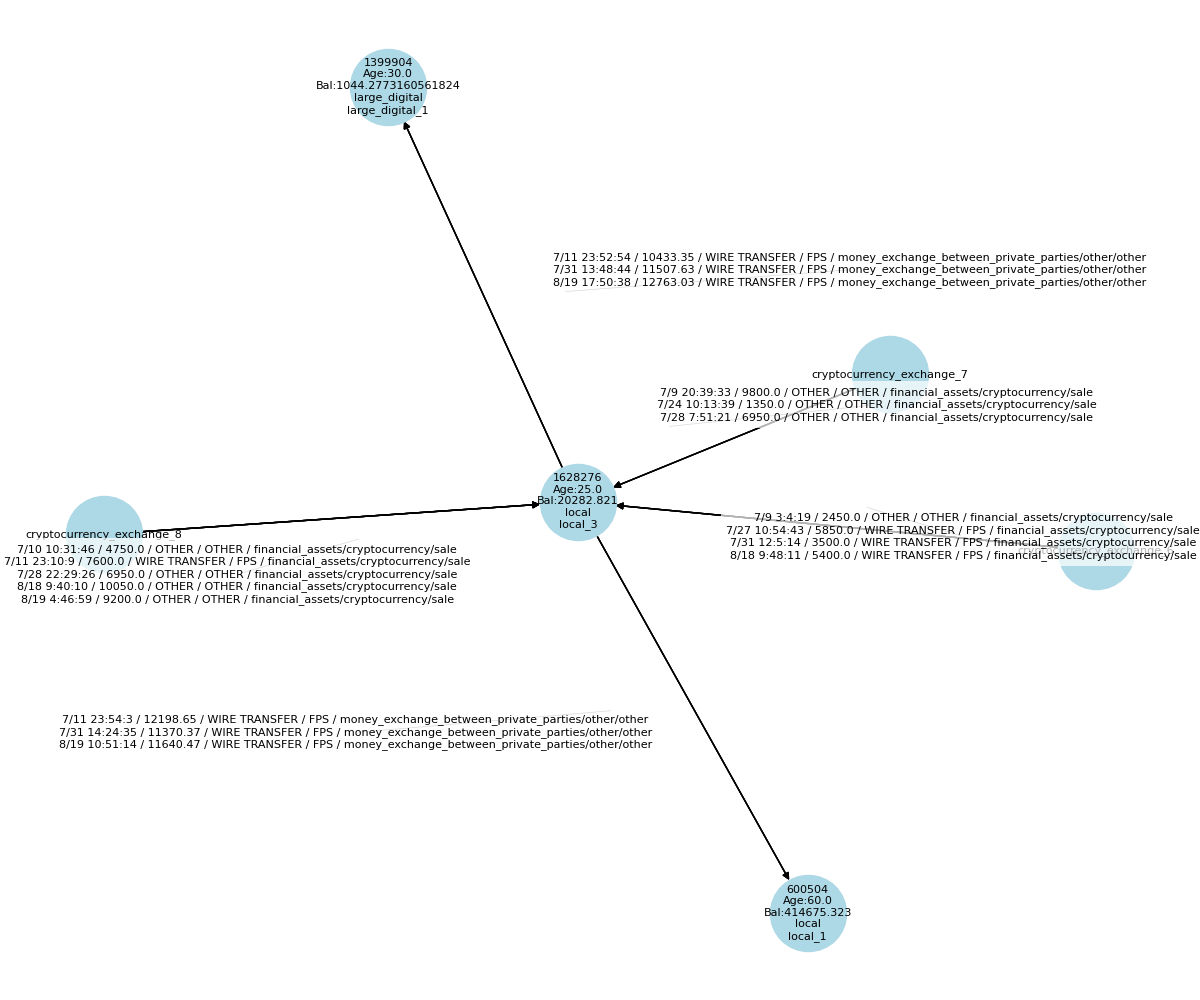 1399904
Age:30.0
Bal:1044.2773160561824
large_digital
large_digital_1
7/11 23:52:54 / 10433.35 / WIRE TRANSFER / FPS / money_exchange_between_private_parties/other/other
7/31 13:48:44 / 11507.63 / WIRE TRANSFER / FPS / money_exchange_between_private_parties/other/other
8/19 17:50:38 / 12763.03 / WIRE TRANSFER / FPS / money_exchange_between_private_parties/other/other
cryptocurrency_exchange_7
7/9 20:39:33 / 9800.0 / OTHER / OTHER / financial_assets/cryptocurrency/sale
7/24 10:13:39 / 1350.0 / OTHER / OTHER / financial_assets/cryptocurrency/sale
7/28 7:51:21 / 6950.0 / OTHER / OTHER / financial_assets/cryptocurrency/sale
1628276
Age:25.0
Bal:20282.821
local
local_3
7/9 3:4:19 / 2450.0 / OTHER / OTHER / financial_assets/cryptocurrency/sale
7/27 10:54:43 / 5850.0 / WIRE TRANSFER / FPS / financial_assets/cryptocurrency/sale
7/31 12:5:14 / 3500.0 / WIRE TRANSFER / FPS / financial_assets/cryptocurrency/sale
8/18 9:48:11 / 5400.0 / WIRE TRANSFER / FPS / financial_assets/cryptocurrency/sale
cryptocurrency_exchange_8
7/10 10:31:46 / 4750.0 / OTHER / OTHER / financial_assets/cryptocurrency/sale
7/11 23:10:9 / 7600.0 / WIRE TRANSFER / FPS / financial_assets/cryptocurrency/sale
7/28 22:29:26 / 6950.0 / OTHER / OTHER / financial_assets/cryptocurrency/sale
8/18 9:40:10 / 10050.0 / OTHER / OTHER / financial_assets/cryptocurrency/sale
8/19 4:46:59 / 9200.0 / OTHER / OTHER / financial_assets/cryptocurrency/sale
7/11 23:54:3 / 12198.65 / WIRE TRANSFER / FPS / money_exchange_between_private_parties/other/other
7/31 14:24:35 / 11370.37 / WIRE TRANSFER / FPS / money_exchange_between_private_parties/other/other
8/19 10:51:14 / 11640.47 / WIRE TRANSFER / FPS / money_exchange_between_private_parties/other/other
600504
Age:60.0
Bal:414675.323
local
local_1